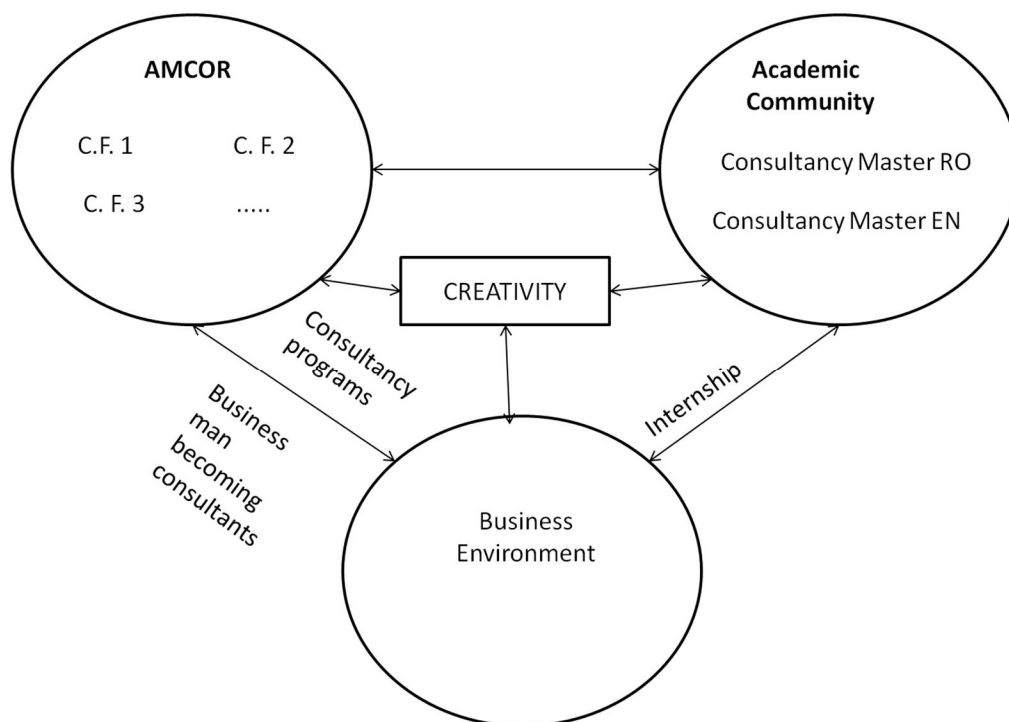 AMCOR
C.F. 1
C. F. 2
C. F. 3
.....
Academic
Community
Consultancy Master RO
Consultancy Master EN
CREATIVITY
Consultancy
programs
Business
man
becoming
consultants
Internship
Business
Environment